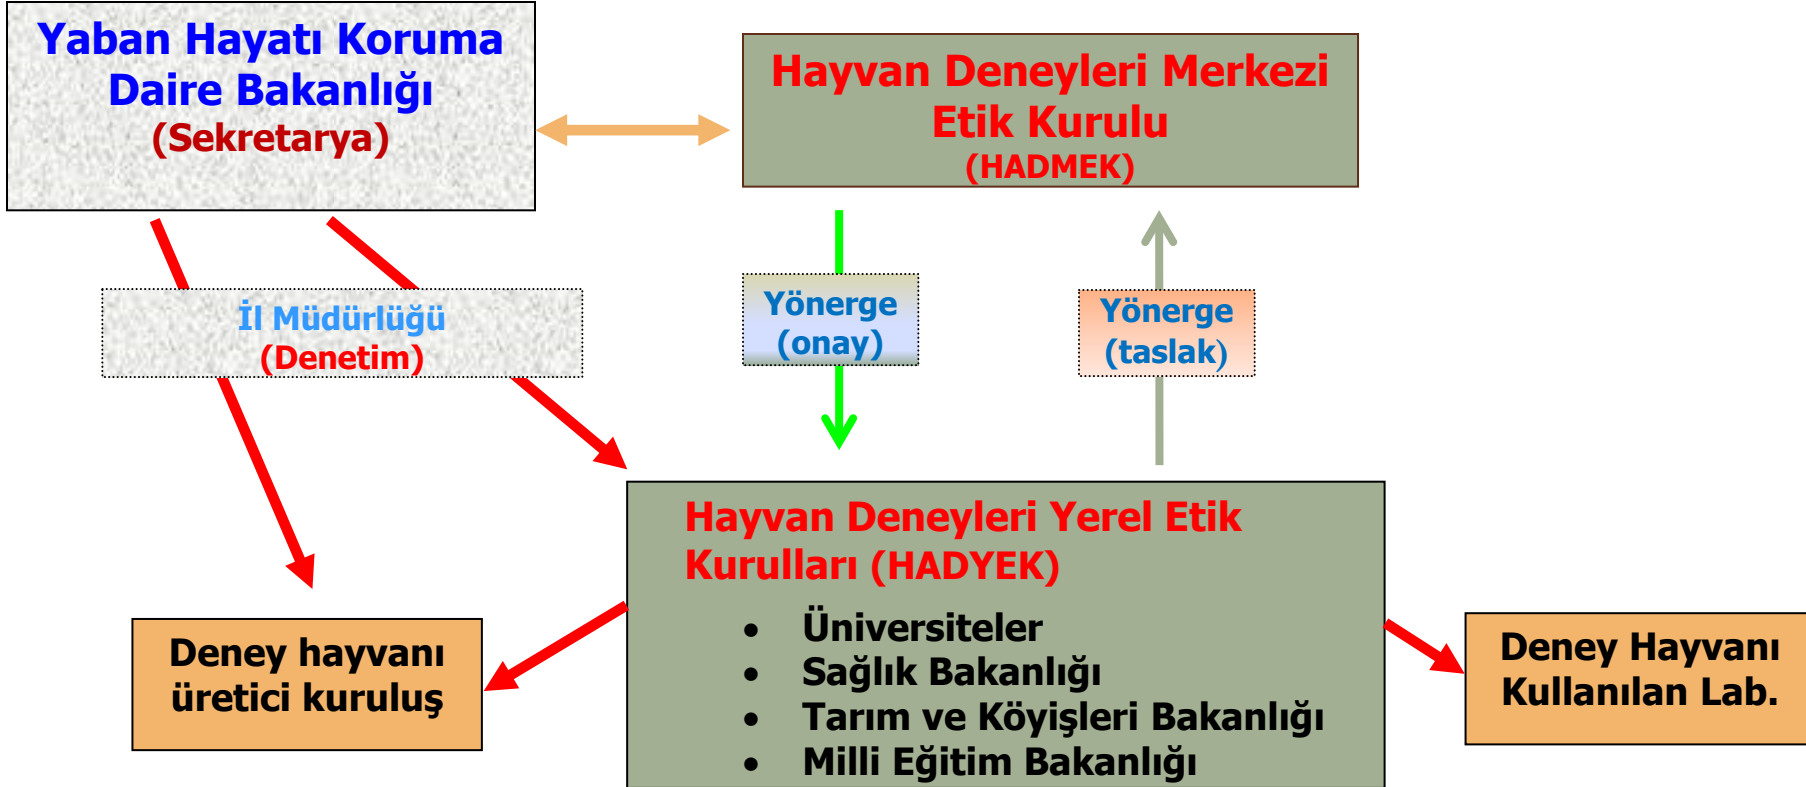 Yaban Hayatı Koruma
Daire Bakanlığı
(Sekretarya)
Hayvan Deneyleri Merkezi
Etik Kurulu
(HADMEK)
İl Müdürlüğü
(Denetim)
Yönerge
(onay)
Yönerge
(taslak)
Hayvan Deneyleri Yerel Etik
Kurulları (HADYEK)
• Üniversiteler
• Sağlık Bakanlığı
• Tarım ve Köyişleri Bakanlığı
• Milli Eğitim Bakanlığı
Deney hayvanı
üretici kuruluş
Deney Hayvanı
Kullanılan Lab.